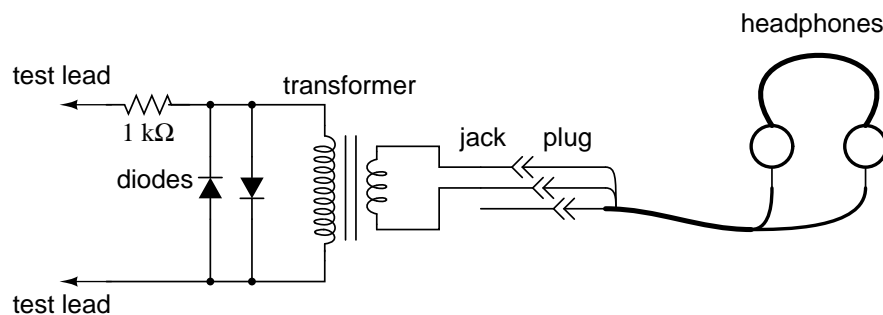 headphones
test lead
transformer
1 kΩ
jack
plug
diodes
test lead